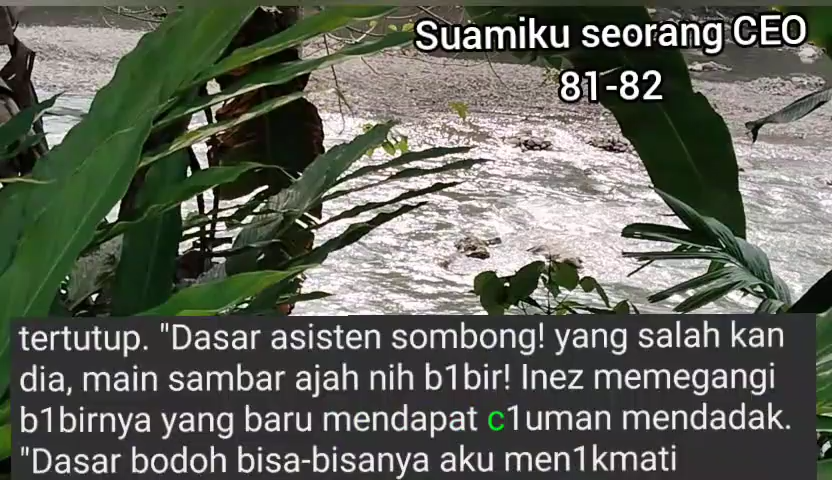 Suamiku seorang CEO
81-82
tertutup. "Dasar asisten sombong! yang salah kan
dia, main sambar ajah nih b1bir! Inez memegangi
b1birnya yang baru mendapat c1uman mendadak.
"Dasar bodoh bisa-bisanya aku men1kmati